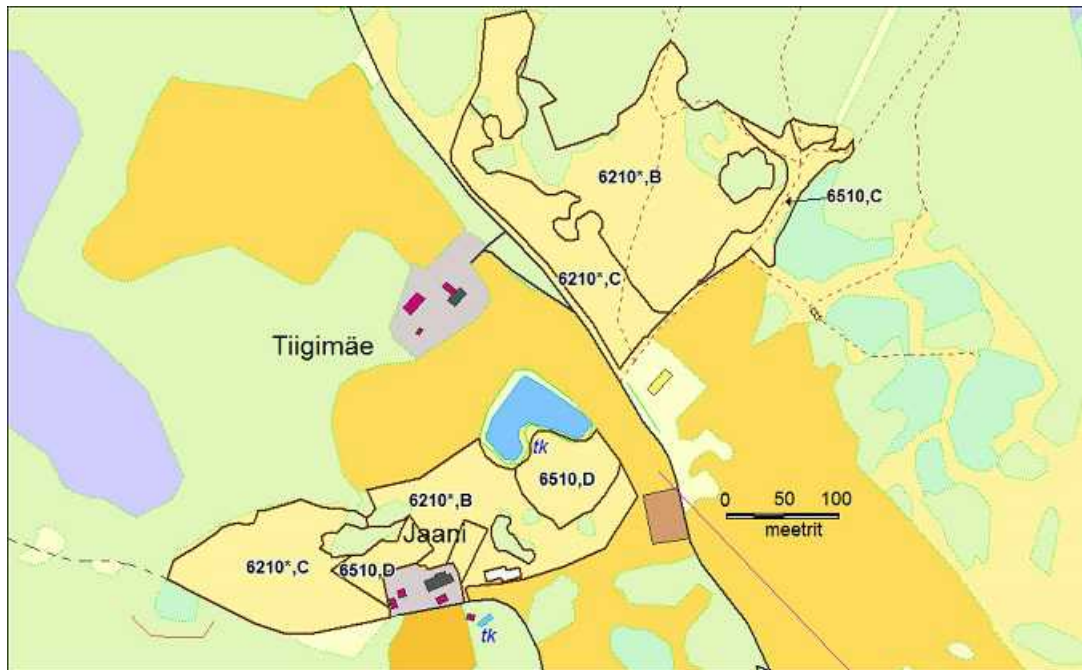 6210*,B
6510,C
6210*,C
Tiigimäe
tk
6510,D
6210*,B
0 50 100
meetrit
Jaani
6210*,C
6510,D
tk